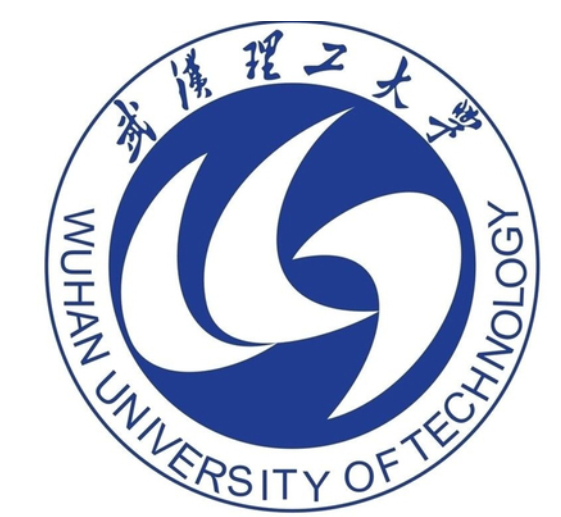 武漢理工大学
WUHAN UNIVERSITY OF TECHNOLOGY